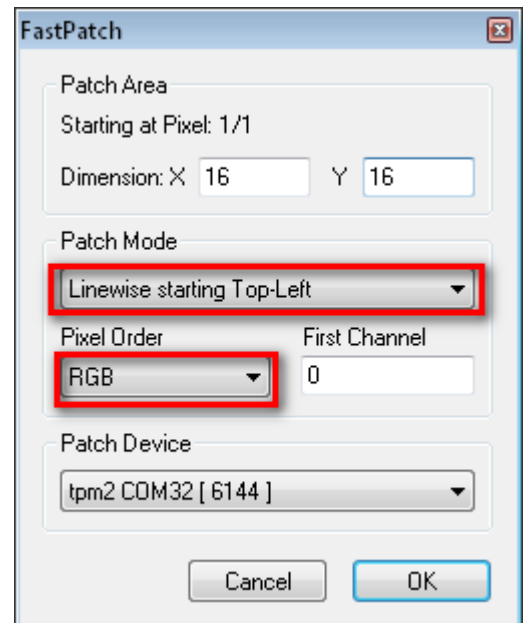 FastPatch
Patch Area
Starting at Pixel: 1/1
Dimension: X 16 Y 16
Patch Mode
Linewise starting Top-Left
Pixel Order First Channel
RGB 0
Patch Device
tpm2 COM32 [ 6144 ]
Cancel OK